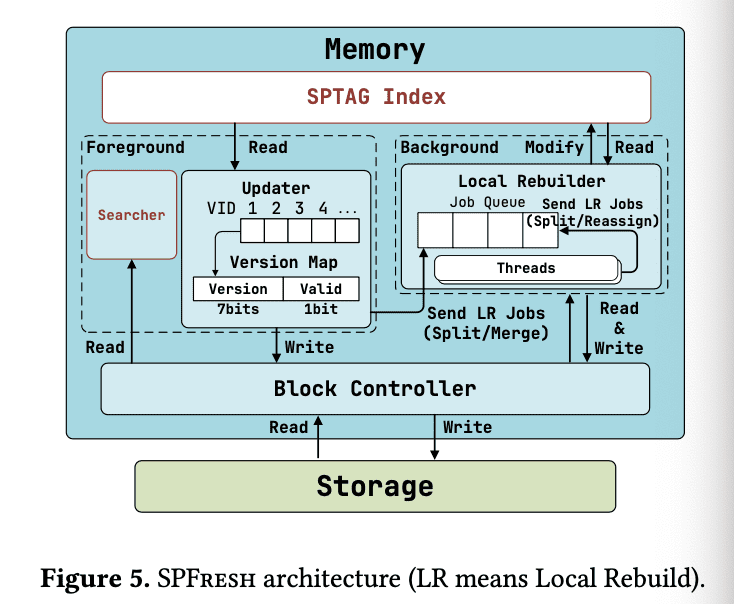 Memory
SPTAG Index
Foreground
Read
Background
Modify
Read
Searcher
Updater
VID 1 2 3 4 ...
Version Map
Version Valid
7bits 1bit
Local Rebuilder
Job Queue
Send LR Jobs
(Split/Reassign)
Threads
Send LR Jobs
(Split/Merge)
Read
&
Write
Read
Write
Block Controller
Read
Write
Storage
Figure 5. SPFRESH architecture (LR means Local Rebuild).